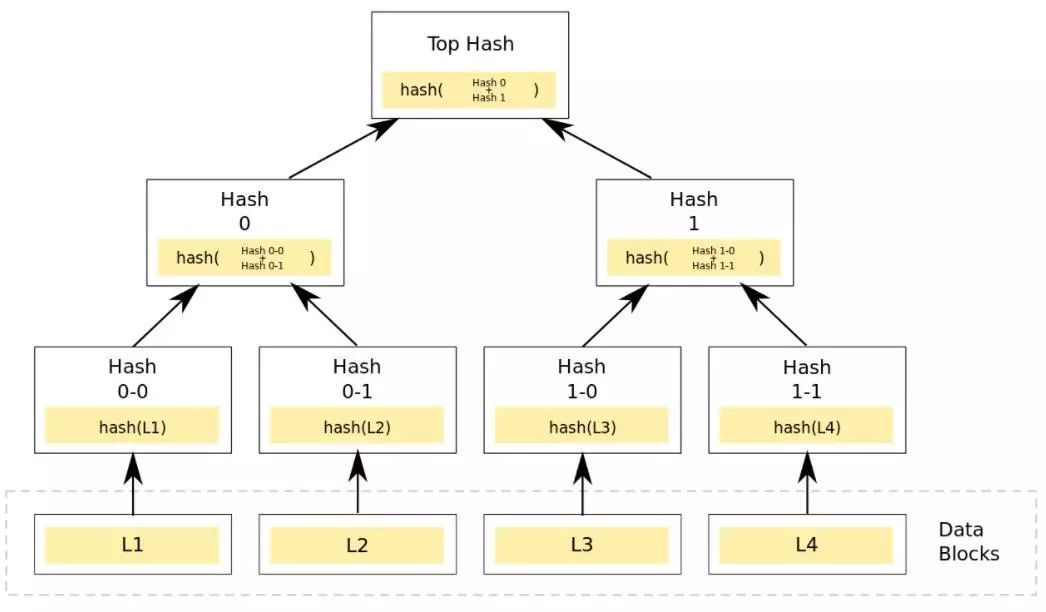 Top Hash
hash( Hash 0 + Hash 1 )
Hash
0
hash( Hash 0-0 + Hash 0-1 )
Hash
1
hash( Hash 1-0 + Hash 1-1 )
Hash
0-0
hash(L1)
Hash
0-1
hash(L2)
Hash
1-0
hash(L3)
Hash
1-1
hash(L4)
L1
L2
L3
L4
Data
Blocks